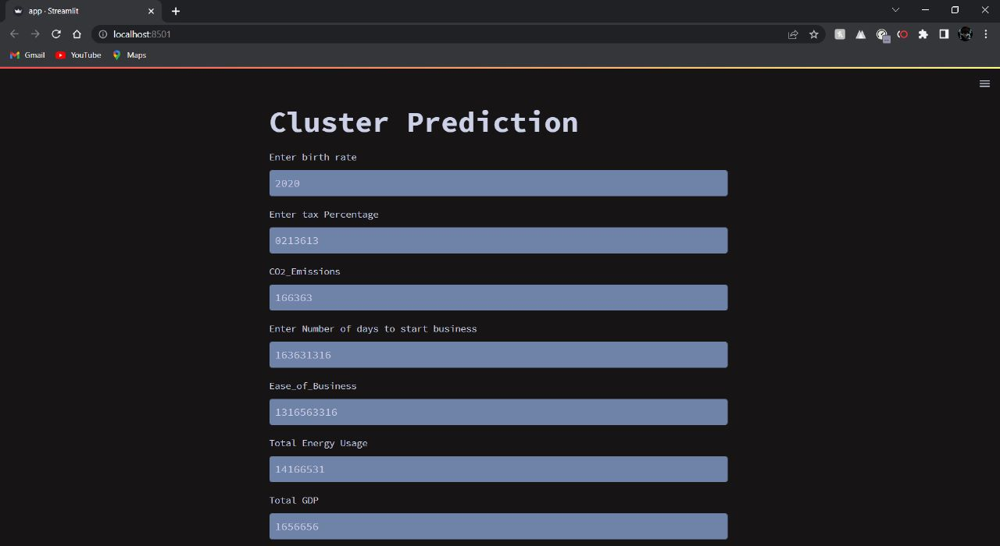 app · Streamlit
localhost:8501
Gmail YouTube Maps
Cluster Prediction
Enter birth rate
2020
Enter tax Percentage
0213613
CO2_Emissions
166363
Enter Number of days to start business
163631316
Ease_of_Business
1316563316
Total Energy Usage
14166531
Total GDP
1656656